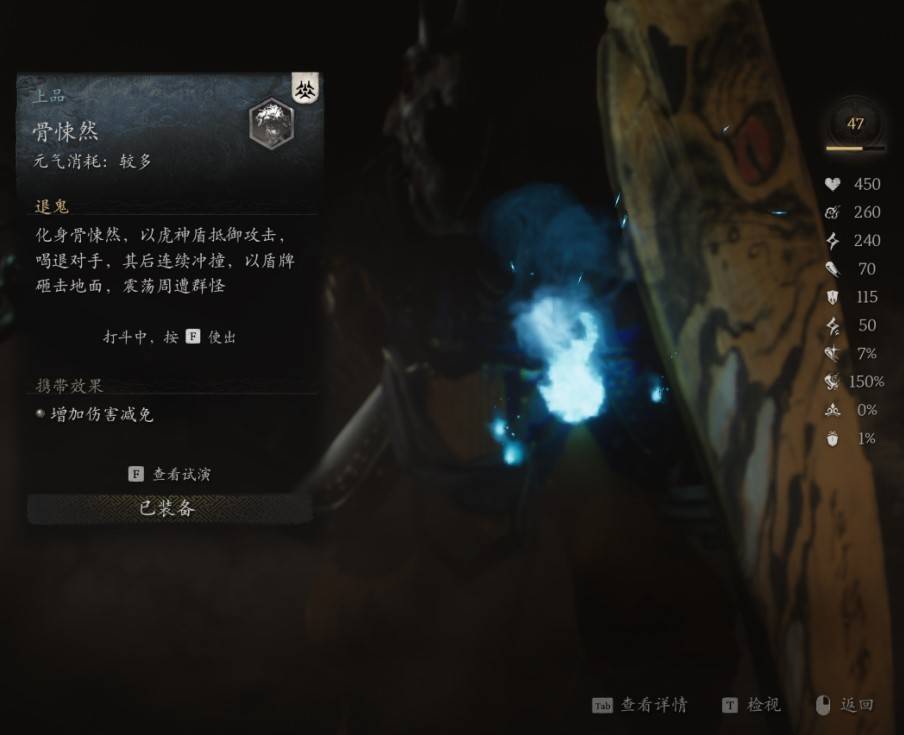 上品
骨悚然
元气消耗：较多
退鬼
化身骨悚然，以虎神盾抵御攻击，
喝退对手，其后连续冲撞，以盾牌
砸击地面，震荡周遭群怪
打斗中，按 F 使出
携带效果
增加伤害减免
F 查看试演
已装备
47
450
260
240
70
115
50
7%
150%
0%
1%
Tab 查看详情 T 检视 返回